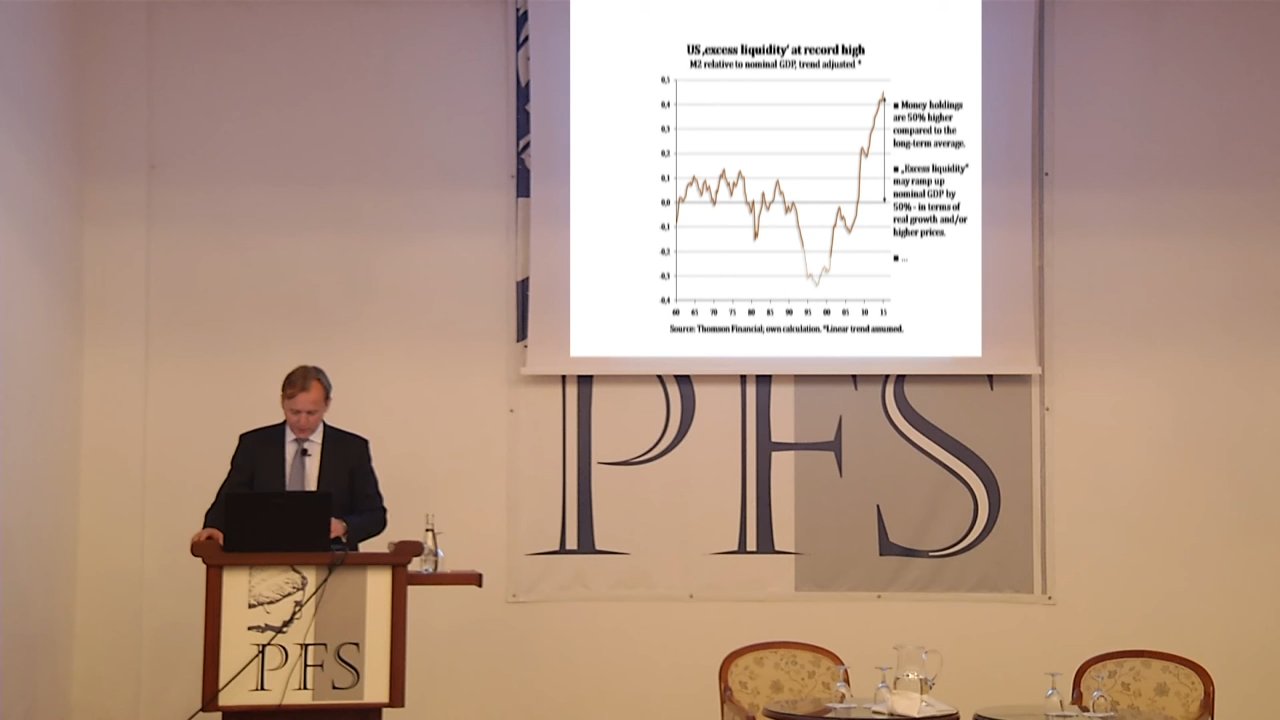 US ‚excess liquidity' at record high
M2 relative to nominal GDP, trend adjusted *
0,5
0,4
0,3
0,2
0,1
0,0
-0,1
-0,2
-0,3
-0,4
60 65 70 75 80 85 90 95 00 05 10 15
Source: Thomson Financial; own calculation. *Linear trend assumed.
■ Money holdings
are 50% higher
compared to the
long-term average.
■ „Excess liquidity"
may ramp up
nominal GDP by
50% - in terms of
real growth and/or
higher prices.
■ ...
PFS
PFS